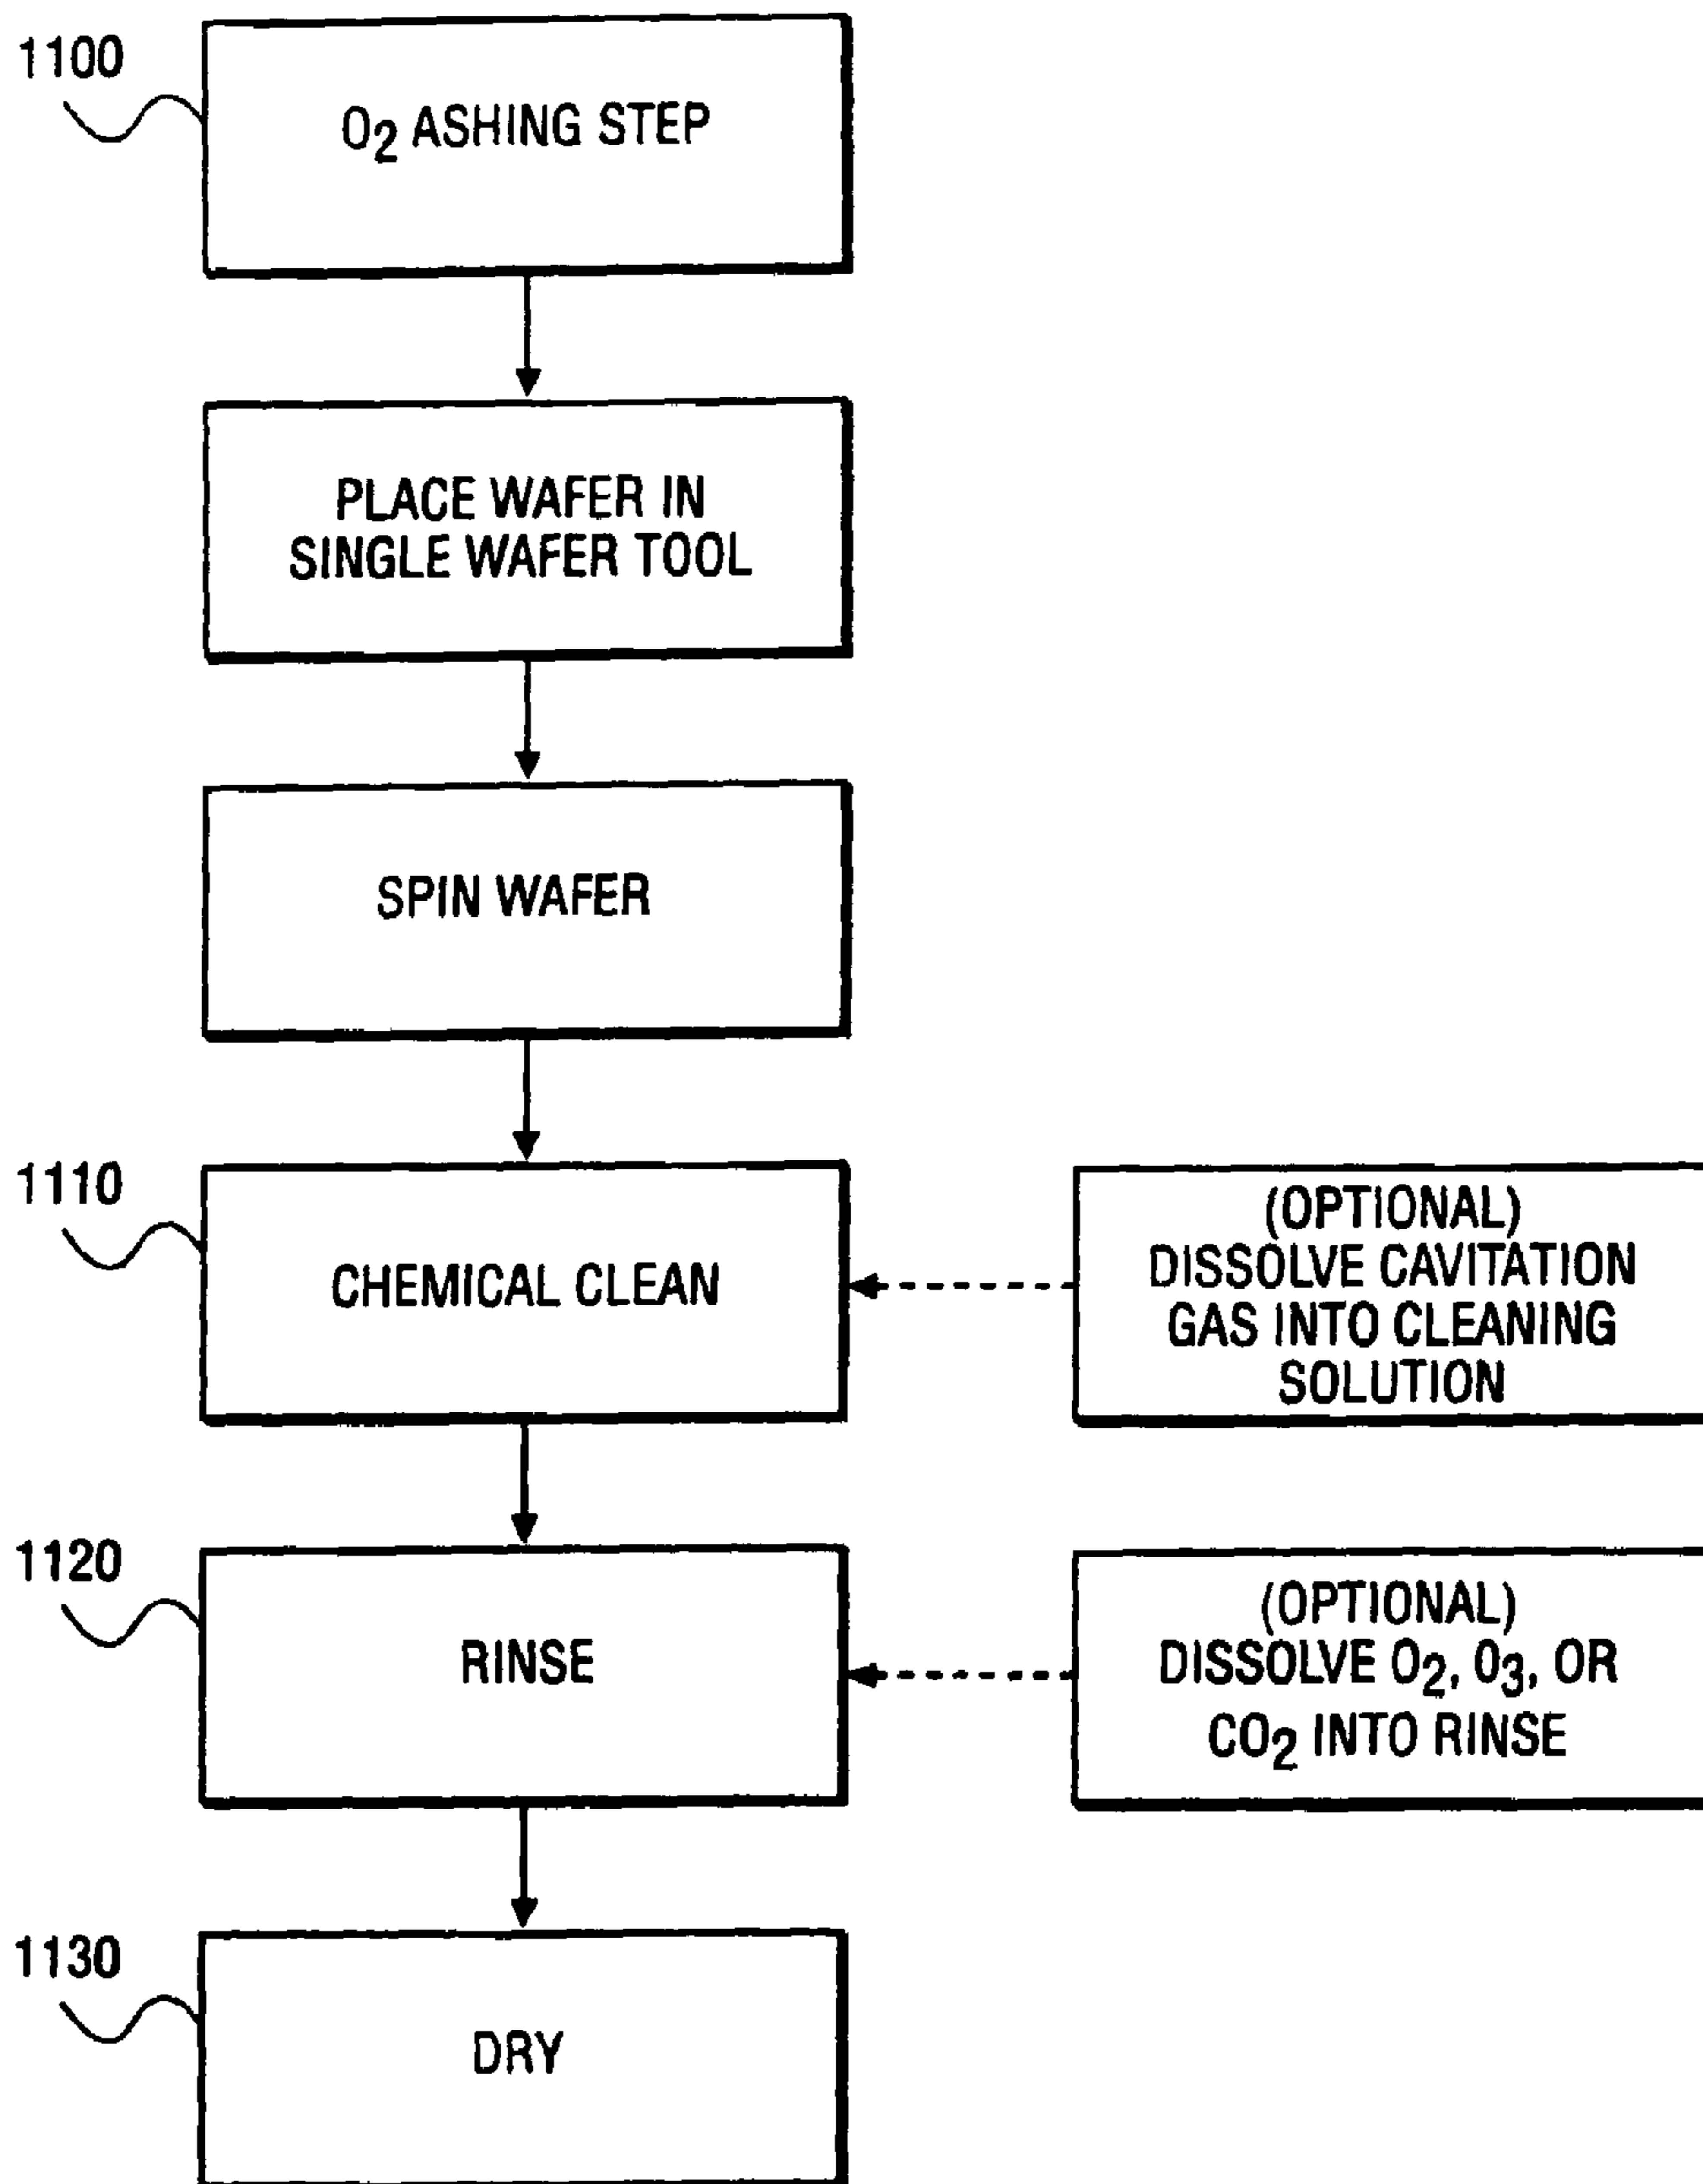 1100
O2 ASHING STEP
PLACE WAFER IN
SINGLE WAFER TOOL
SPIN WAFER
1110
CHEMICAL CLEAN
(OPTIONAL)
DISSOLVE CAVITATION
GAS INTO CLEANING
SOLUTION
1120
RINSE
(OPTIONAL)
DISSOLVE O2, O3, OR
CO2 INTO RINSE
1130
DRY